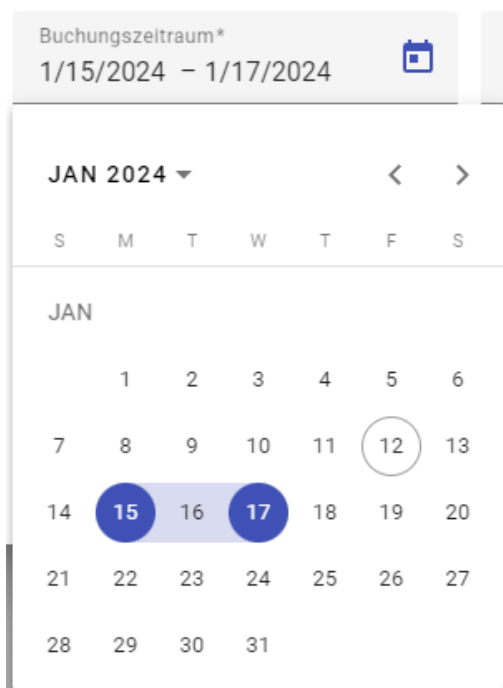 Buchungszeitraum*
1/15/2024 – 1/17/2024
JAN 2024
S M T W T F S
JAN
1 2 3 4 5 6
7 8 9 10 11 12 13
14 15 16 17 18 19 20
21 22 23 24 25 26 27
28 29 30 31